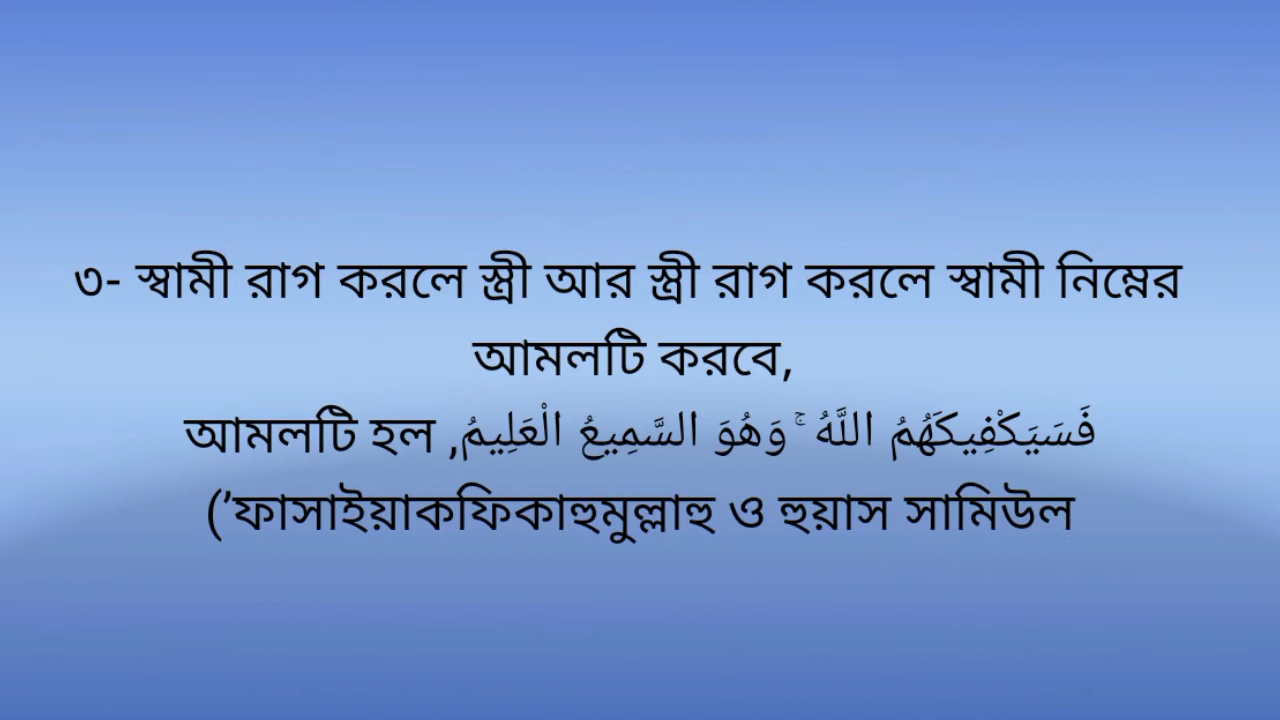 ৩- স্বামী রাগ করলে স্ত্রী আর স্ত্রী রাগ করলে স্বামী নিম্নের
আমলটি করবে,
আমলটি হল ,فَسَيَكْفِيكَهُمُ اللَّهُ ۚ وَهُوَ السَّمِيعُ الْعَلِيمُ
(’ফাসাইয়াকফিকাহুমুল্লাহু ও হুয়াস সামিউল